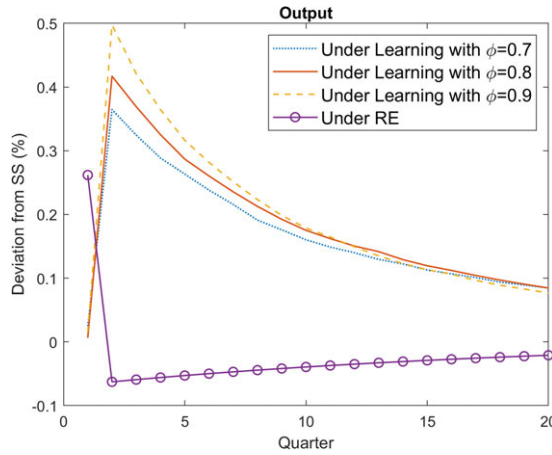 Output
Under Learning with ϕ=0.7
Under Learning with ϕ=0.8
Under Learning with ϕ=0.9
Under RE
Deviation from SS (%)
0.5
0.4
0.3
0.2
0.1
0
-0.1
0 5 10 15 20
Quarter